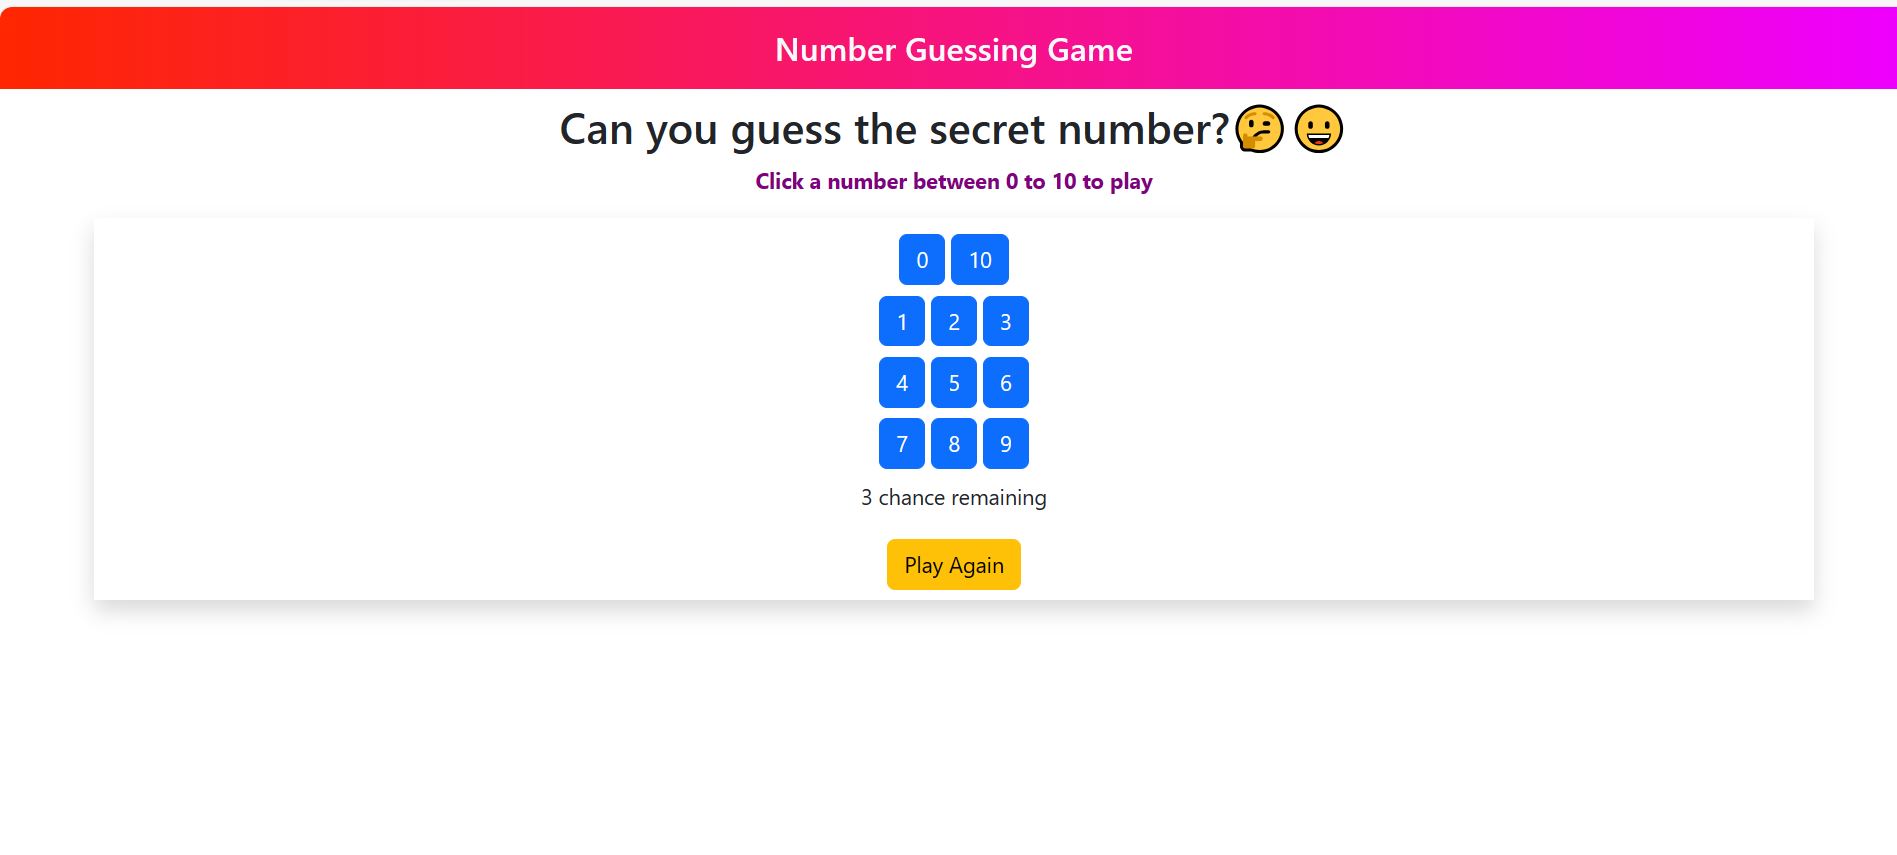 Number Guessing Game
Can you guess the secret number?🤔😀
Click a number between 0 to 10 to play
0 10
1 2 3
4 5 6
7 8 9
3 chance remaining
Play Again